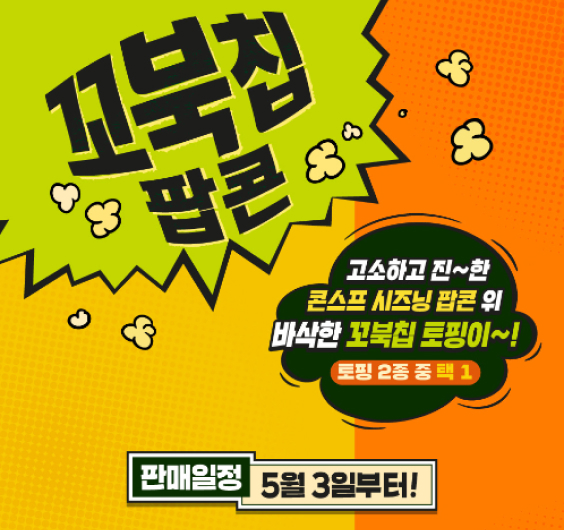 꼬북칩
팝콘
고소하고 진~한
콘스프 시즈닝 팝콘 위
바삭한 꼬북칩 토핑이~!
토핑 2종 중 택 1
판매일정 5월 3일부터!